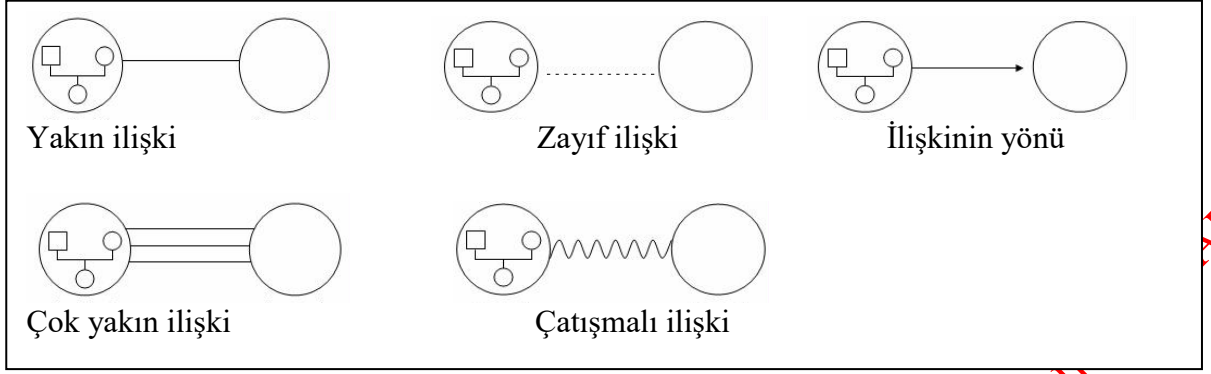 Yakın ilişki
Zayıf ilişki
İlişkinin yönü
Çok yakın ilişki
Çatışmalı ilişki